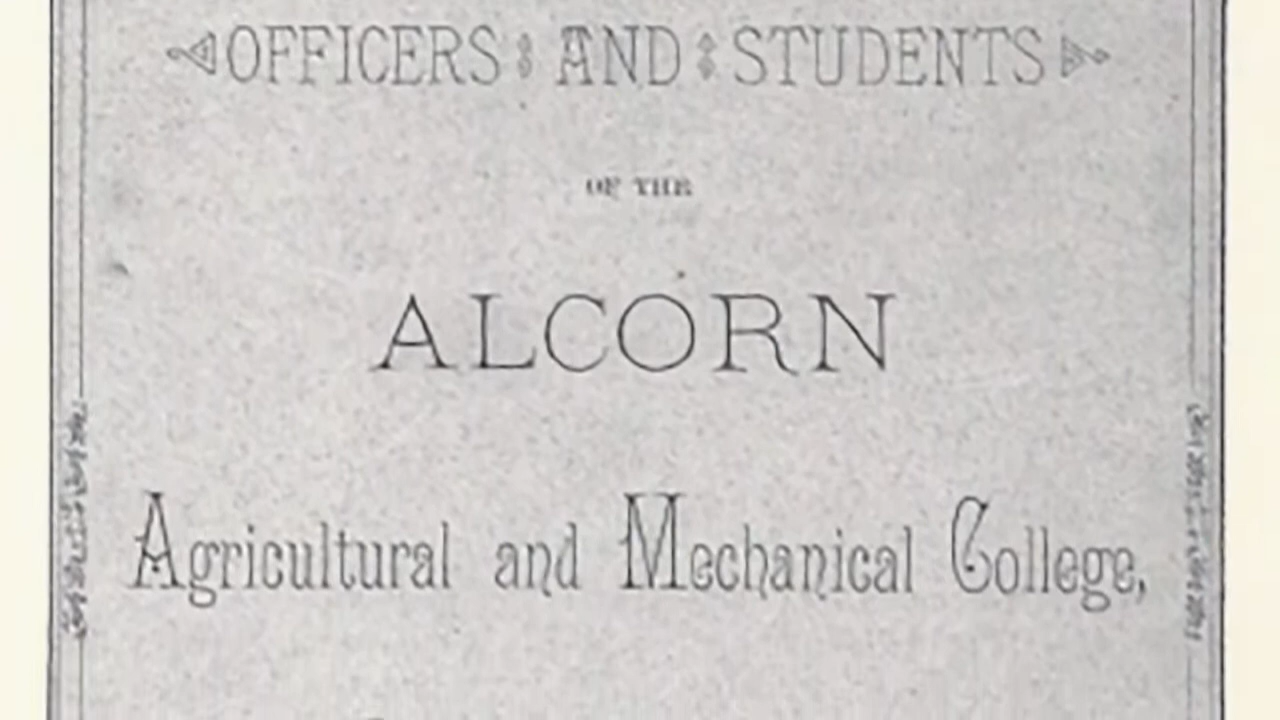 OFFICERS AND STUDENTS
OF THE
ALCORN
Agricultural and Mechanical College,